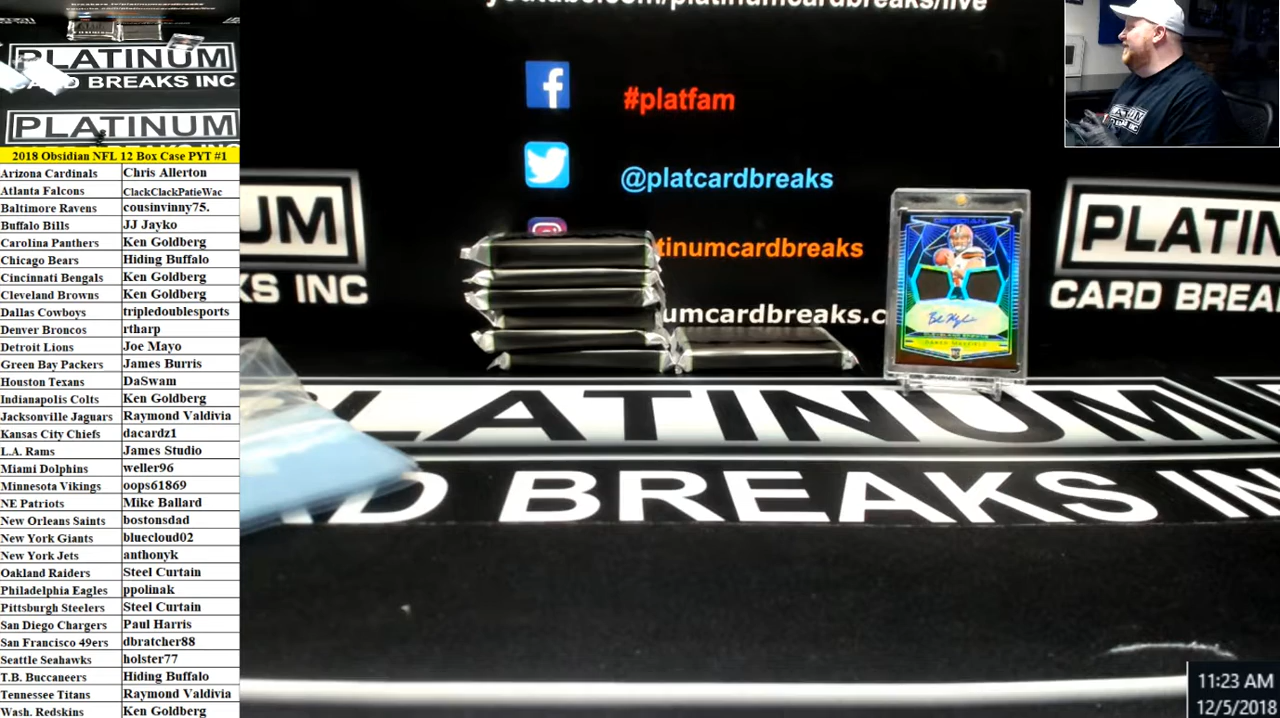 youtube.com/platinumcardbreaks/live
#platfam
@platcardbreaks
tinumcardbreaks
umcardbreaks.c
PLATINUM
CARD BREAKS INC
PLATINUM
2018 Obsidian NFL 12 Box Case PYT #1
Arizona Cardinals Chris Allerton
Atlanta Falcons ClackClackPatieWac
Baltimore Ravens cousinvinny75.
Buffalo Bills JJ Jayko
Carolina Panthers Ken Goldberg
Chicago Bears Hiding Buffalo
Cincinnati Bengals Ken Goldberg
Cleveland Browns Ken Goldberg
Dallas Cowboys tripledoublesports
Denver Broncos rtharp
Detroit Lions Joe Mayo
Green Bay Packers James Burris
Houston Texans DaSwam
Indianapolis Colts Ken Goldberg
Jacksonville Jaguars Raymond Valdivia
Kansas City Chiefs dacardz1
L.A. Rams James Studio
Miami Dolphins weller96
Minnesota Vikings oops61869
NE Patriots Mike Ballard
New Orleans Saints bostonsdad
New York Giants bluecloud02
New York Jets anthonyk
Oakland Raiders Steel Curtain
Philadelphia Eagles ppolinak
Pittsburgh Steelers Steel Curtain
San Diego Chargers Paul Harris
San Francisco 49ers dbratcher88
Seattle Seahawks holster77
T.B. Buccaneers Hiding Buffalo
Tennessee Titans Raymond Valdivia
Wash. Redskins Ken Goldberg
UM
KS INC
PLATIN
CARD BREA
OBSIDIAN
CLEVELAND BROWNS
BAKER MAYFIELD
PLATINUM
D BREAKS IN
11:23 AM
12/5/2018